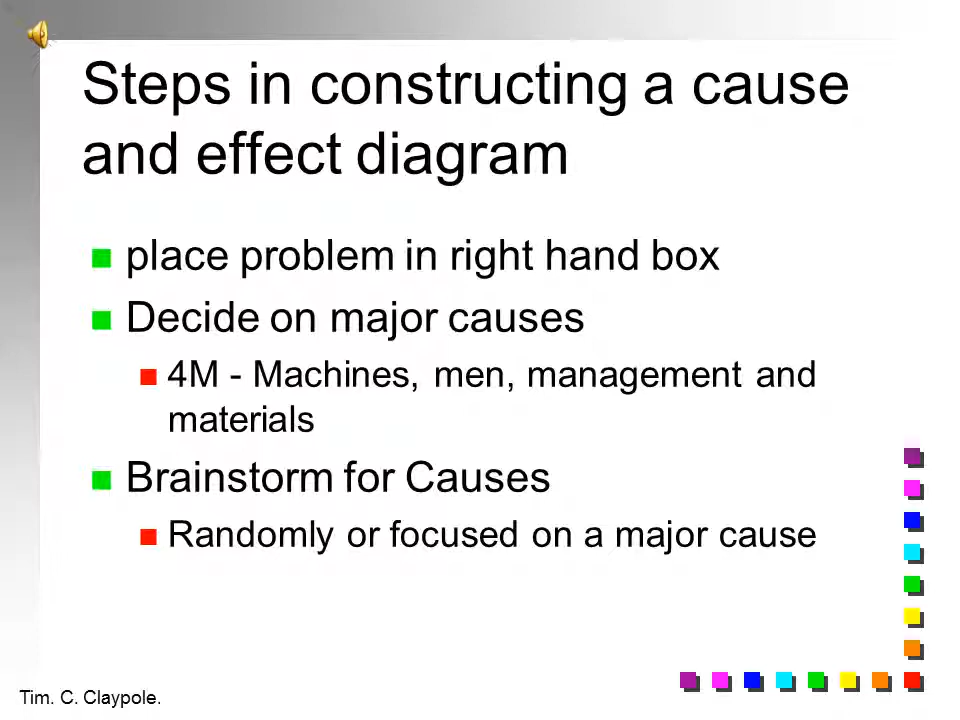 Steps in constructing a cause
and effect diagram
place problem in right hand box
Decide on major causes
4M - Machines, men, management and
materials
Brainstorm for Causes
Randomly or focused on a major cause
Tim. C. Claypole.